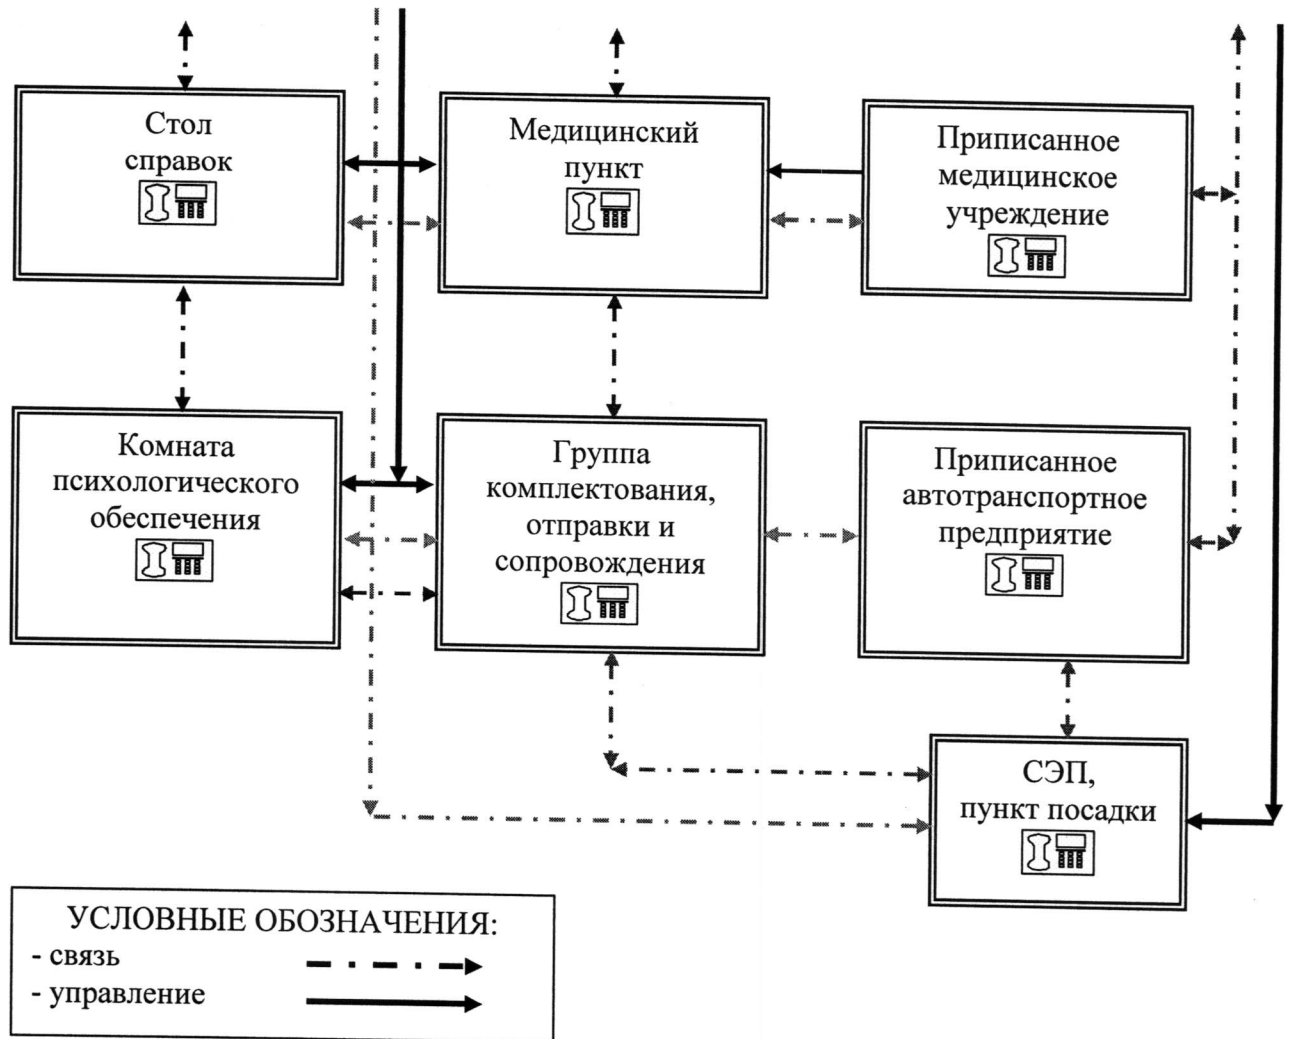 Стол
справок
Медицинский
пункт
Приписанное
медицинское
учреждение
Комната
психологического
обеспечения
Группа
комплектования,
отправки и
сопровождения
Приписанное
автотранспортное
предприятие
СЭП,
пункт посадки
УСЛОВНЫЕ ОБОЗНАЧЕНИЯ:
- связь
- управление